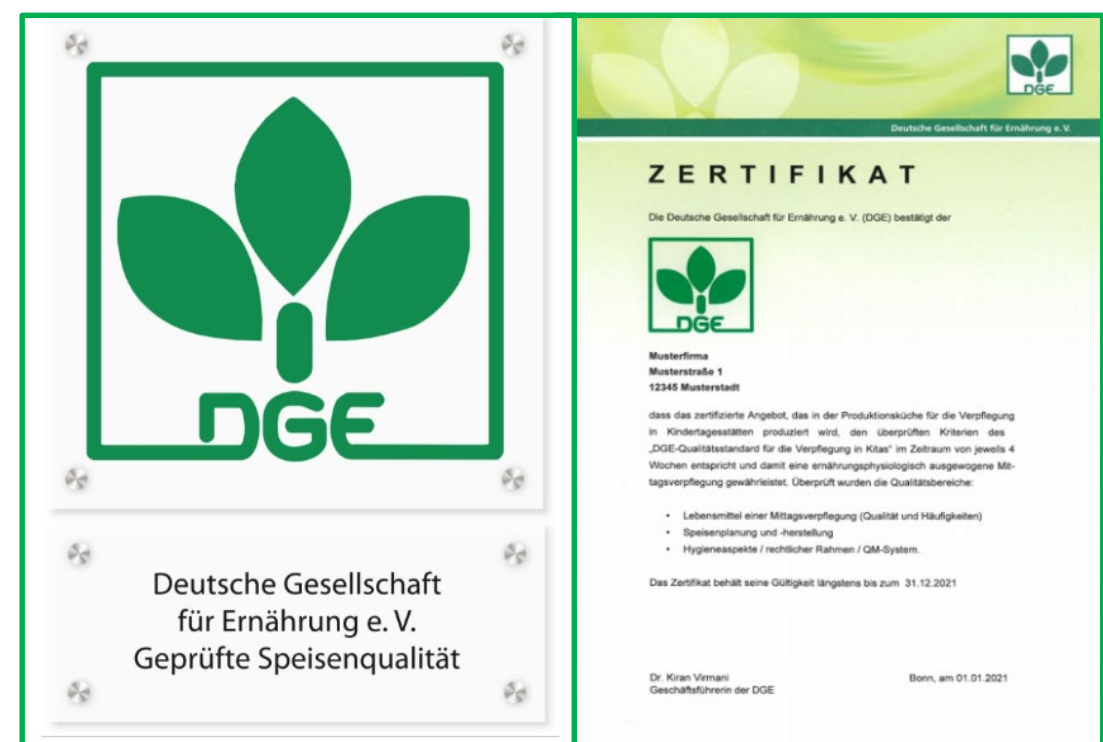 DGE
Deutsche Gesellschaft
für Ernährung e. V.
Geprüfte Speisenqualität
DGE
Deutsche Gesellschaft für Ernährung e. V.
ZERTIFIKAT
Die Deutsche Gesellschaft für Ernährung e. V. (DGE) bestätigt der
DGE
Musterfirma
Musterstraße 1
12345 Musterstadt
dass das zertifizierte Angebot, das in der Produktionsküche für die Verpflegung
in Kindertagesstätten produziert wird, den überprüften Kriterien des
„DGE-Qualitätsstandard für die Verpflegung in Kitas“ im Zeitraum von jeweils 4
Wochen entspricht und damit eine ernährungsphysiologisch ausgewogene Mit-
tagsverpflegung gewährleistet. Überprüft wurden die Qualitätsbereiche:
• Lebensmittel einer Mittagsverpflegung (Qualität und Häufigkeiten)
• Speisenplanung und -herstellung
• Hygieneaspekte / rechtlicher Rahmen / QM-System.
Das Zertifikat behält seine Gültigkeit längstens bis zum 31.12.2021
Dr. Kiran Virmani Bonn, am 01.01.2021
Geschäftsführerin der DGE